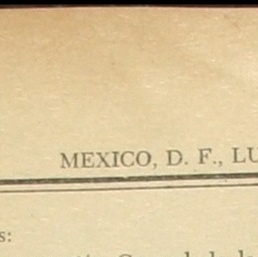 MEXICO, D. F., LU
s: